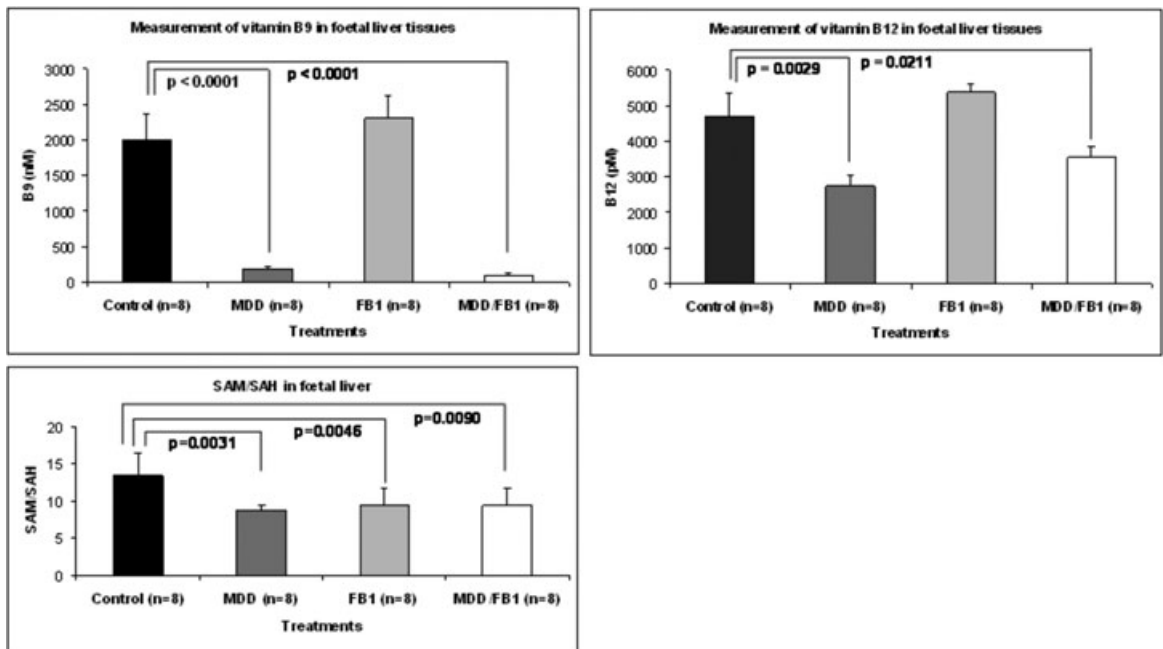 Measurement of vitamin B9 in foetal liver tissues
3000
2500
2000
1500
1000
500
0
B9 (nM)
p < 0.0001
p < 0.0001
Control (n=8) MDD (n=8) FB1 (n=8) MDD/FB1 (n=8)
Treatments
Measurement of vitamin B12 in foetal liver tissues
6000
5000
4000
3000
2000
1000
0
B12 (pM)
p = 0.0029
p = 0.0211
Control (n=8) MDD (n=8) FB1 (n=8) MDD/FB1 (n=8)
Treatments
SAM/SAH in fœtal liver
20
15
10
5
0
SAM/SAH
p=0.0031
p=0.0046
p=0.0090
Control (n=8) MDD (n=8) FB1 (n=8) MDD/FB1 (n=8)
Treatments